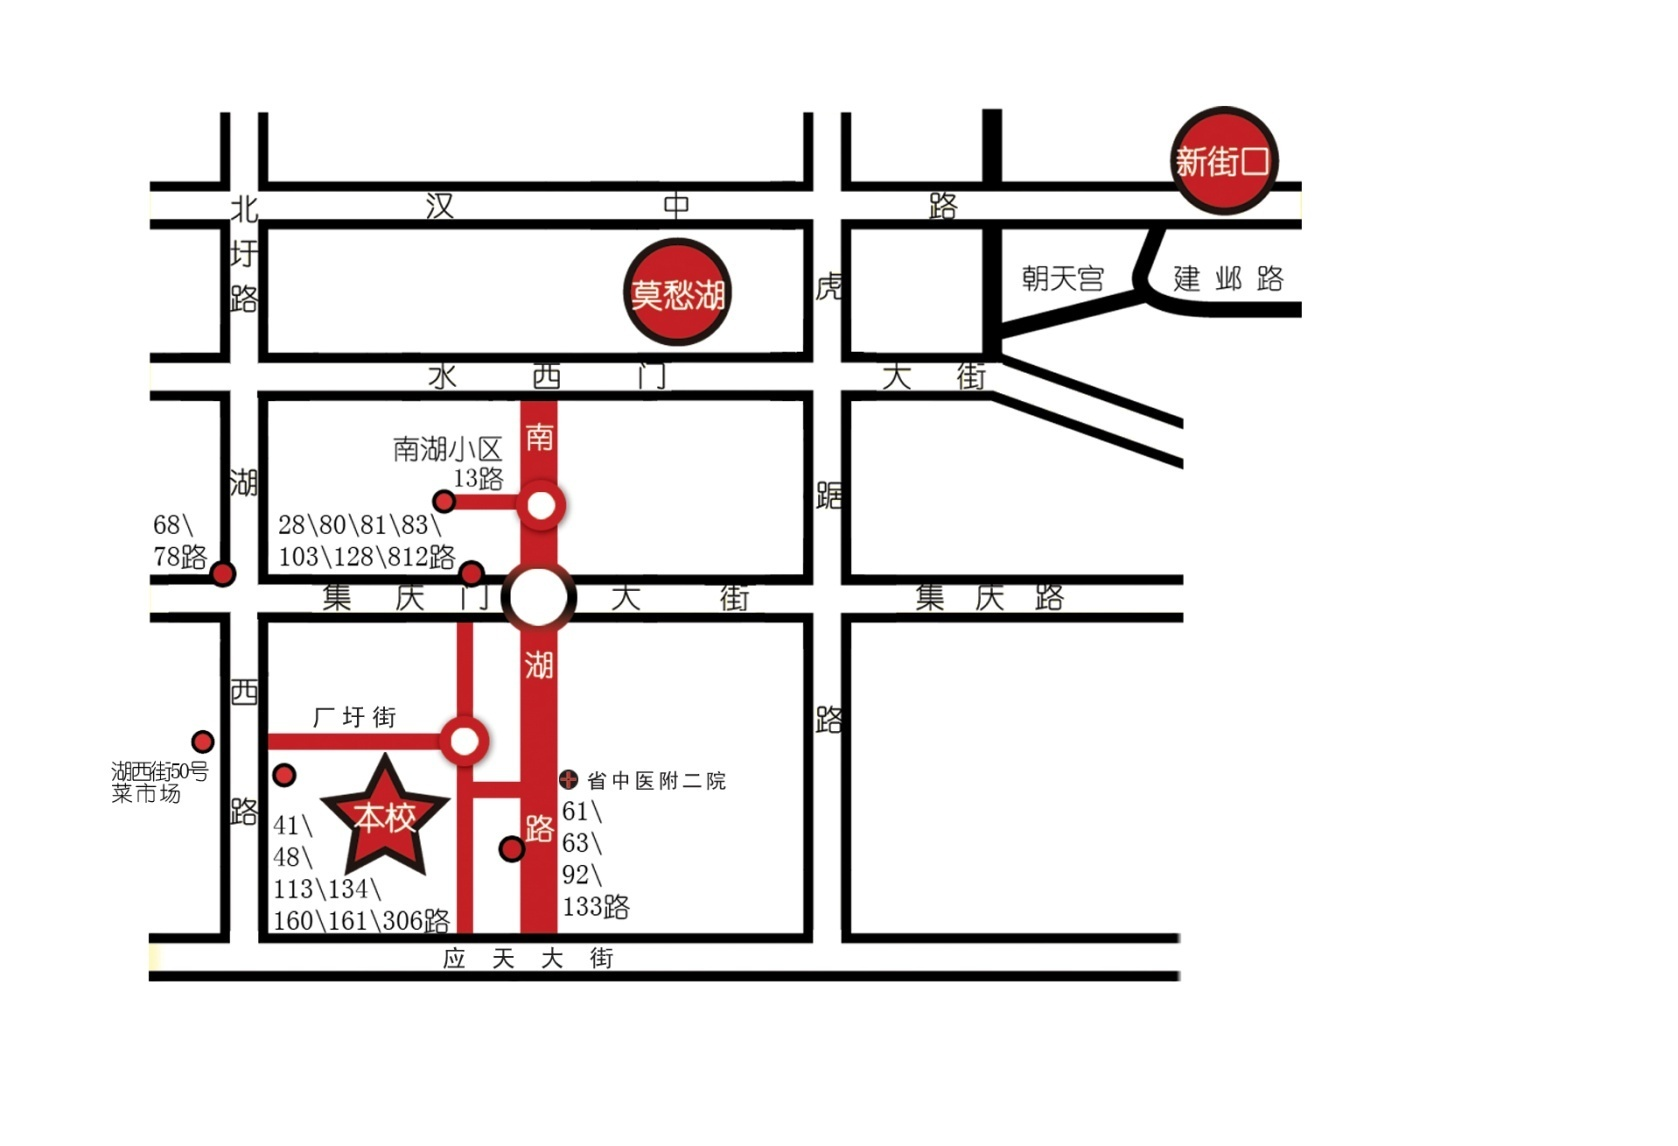 新街口
汉中路
北圩路
莫愁湖
虎踞路
朝天宫
建邺路
水西门大街
南湖路
南湖小区
13路
湖西路
68\
78路
28\80\81\83\
103\128\812路
集庆门大街
集庆路
厂圩街
湖西街50号
菜市场
本校
省中医附二院
41\
48\
113\134\
160\161\306路
61\
63\
92\
133路
应天大街